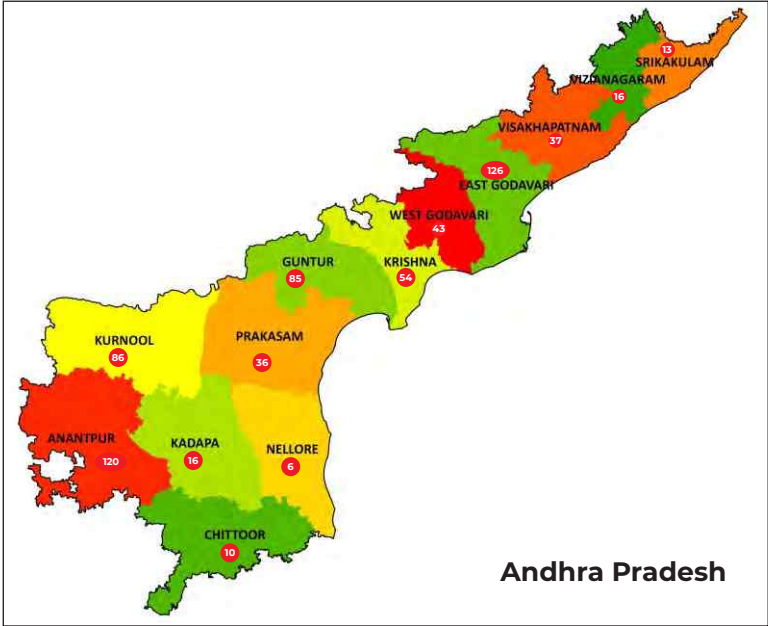 13
SRIKAKULAM
VIZIANAGARAM
16
VISAKHAPATNAM
37
126
EAST GODAVARI
WEST GODAVARI
43
GUNTUR
85
KRISHNA
54
KURNOOL
86
PRAKASAM
36
ANANTPUR
120
KADAPA
16
NELLORE
6
CHITTOOR
10
Andhra Pradesh